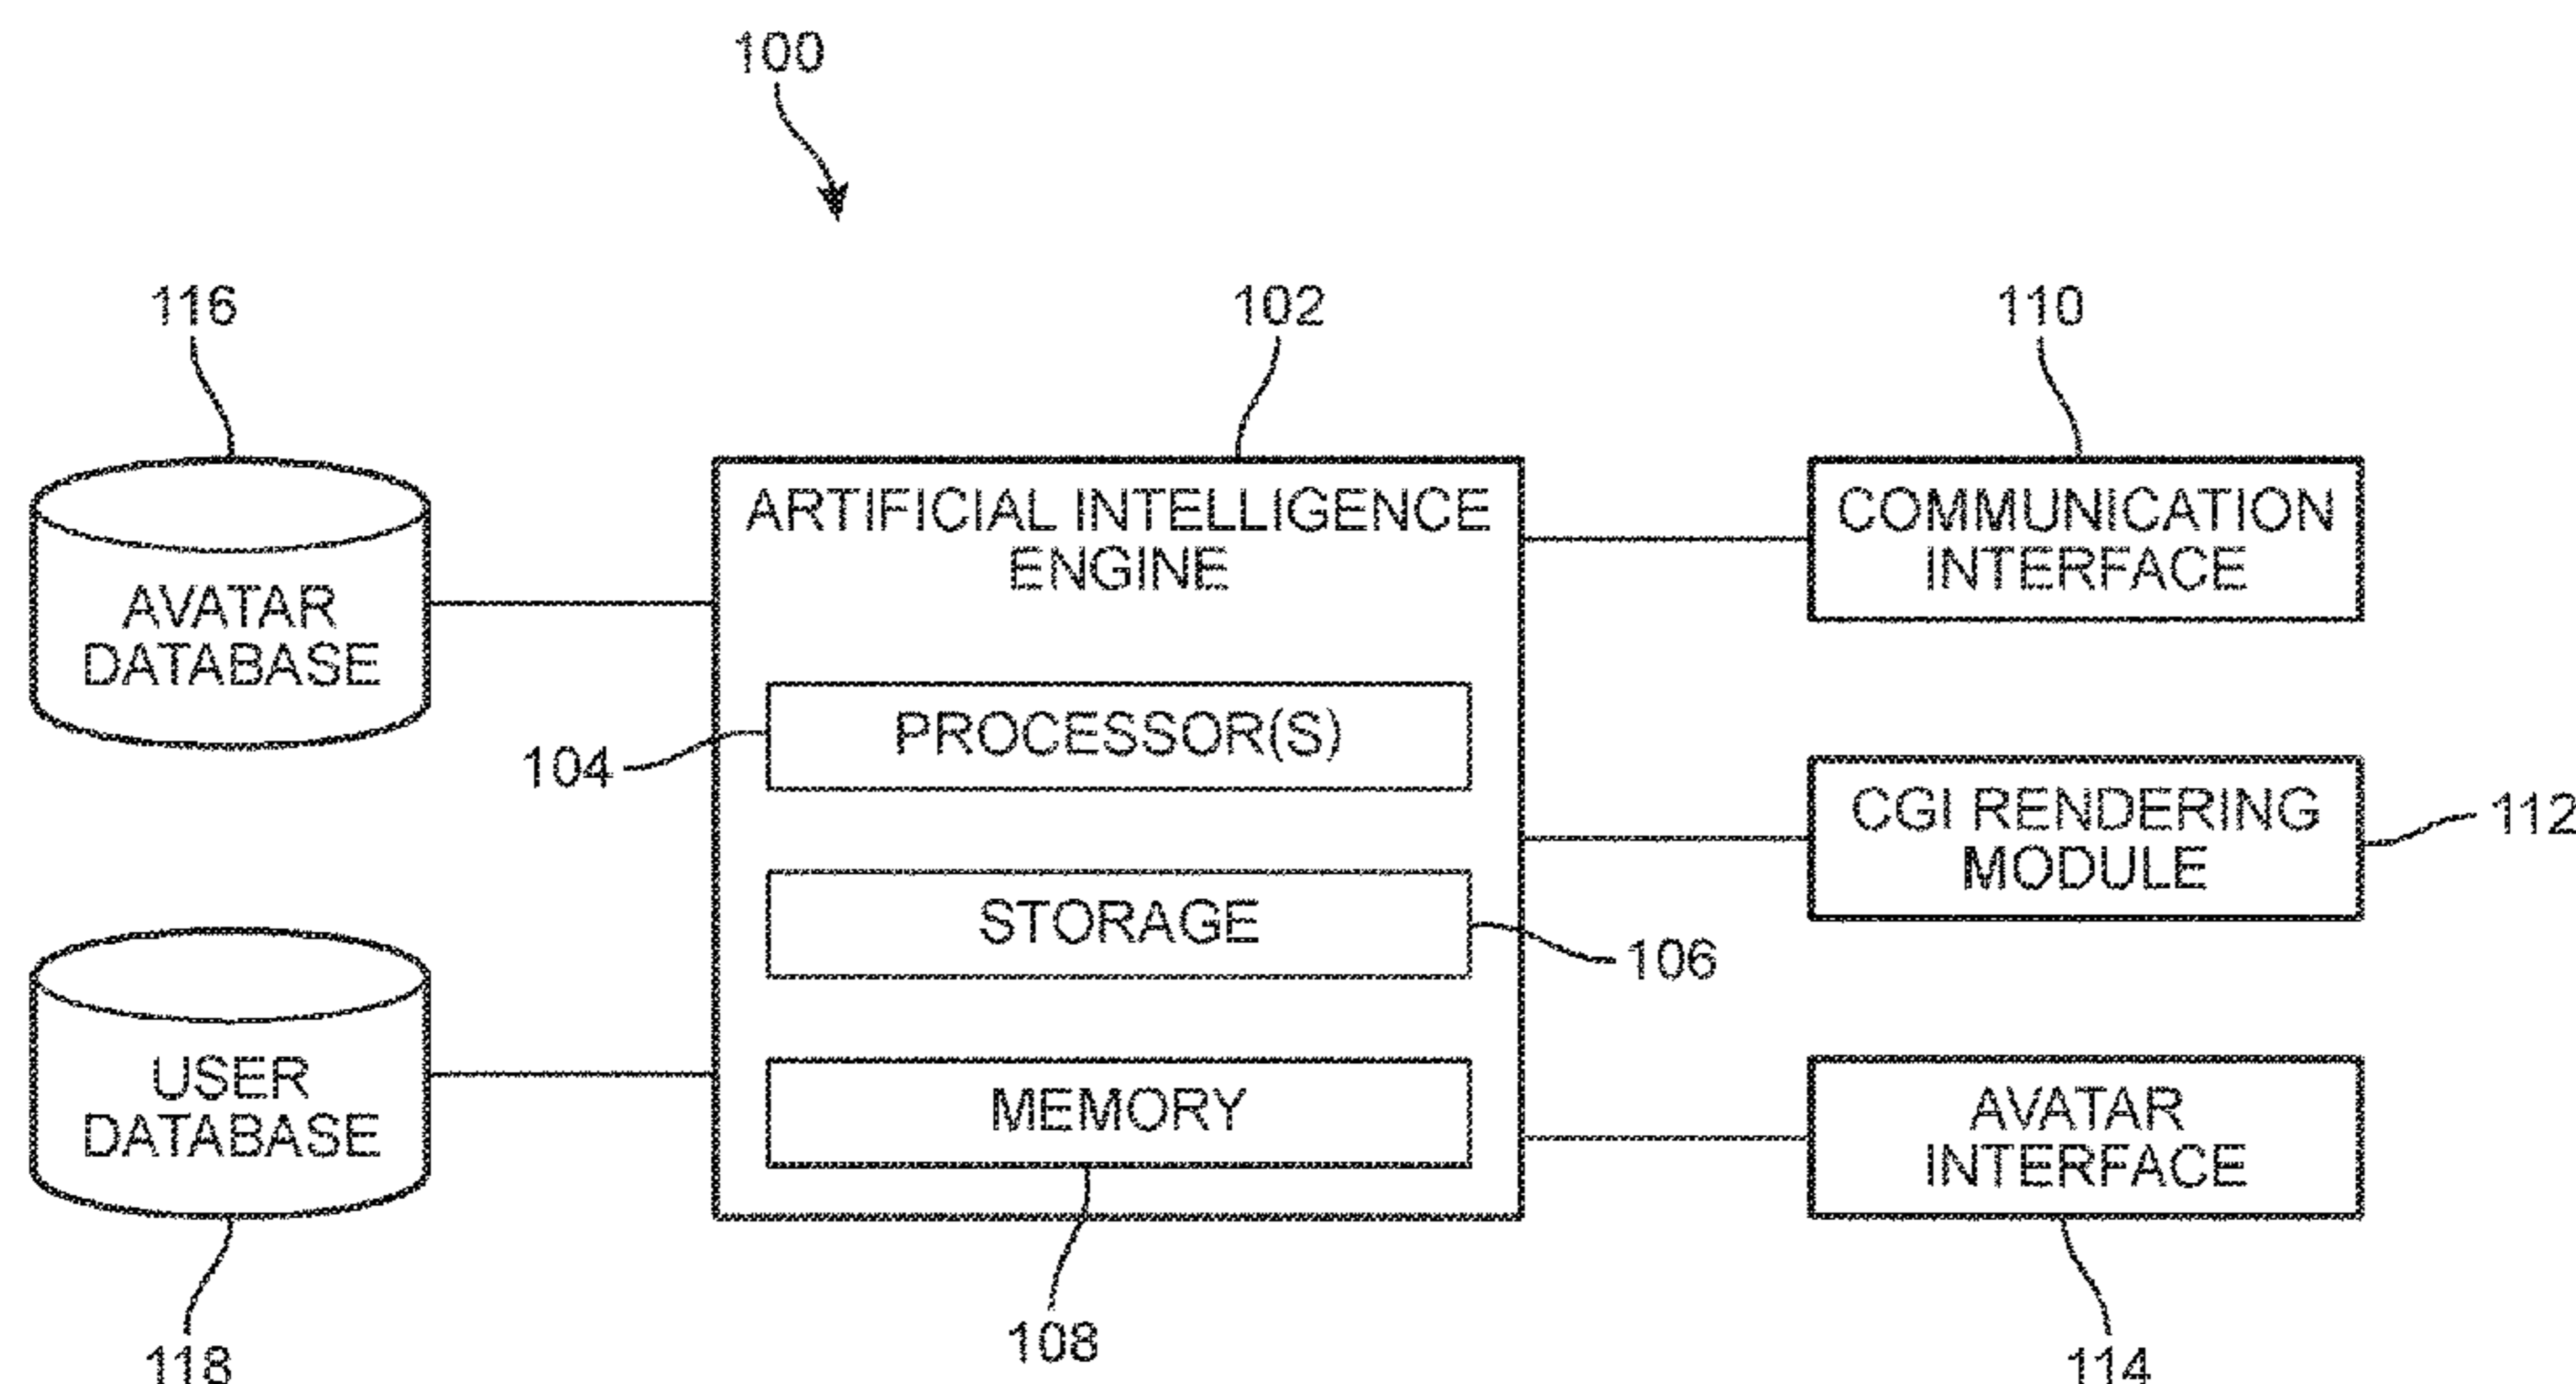 100
116
102
110
ARTIFICIAL INTELLIGENCE
ENGINE
COMMUNICATION
INTERFACE
AVATAR
DATABASE
PROCESSOR(S)
104
CGI RENDERING
MODULE
112
STORAGE
106
USER
DATABASE
MEMORY
AVATAR
INTERFACE
118
108
114